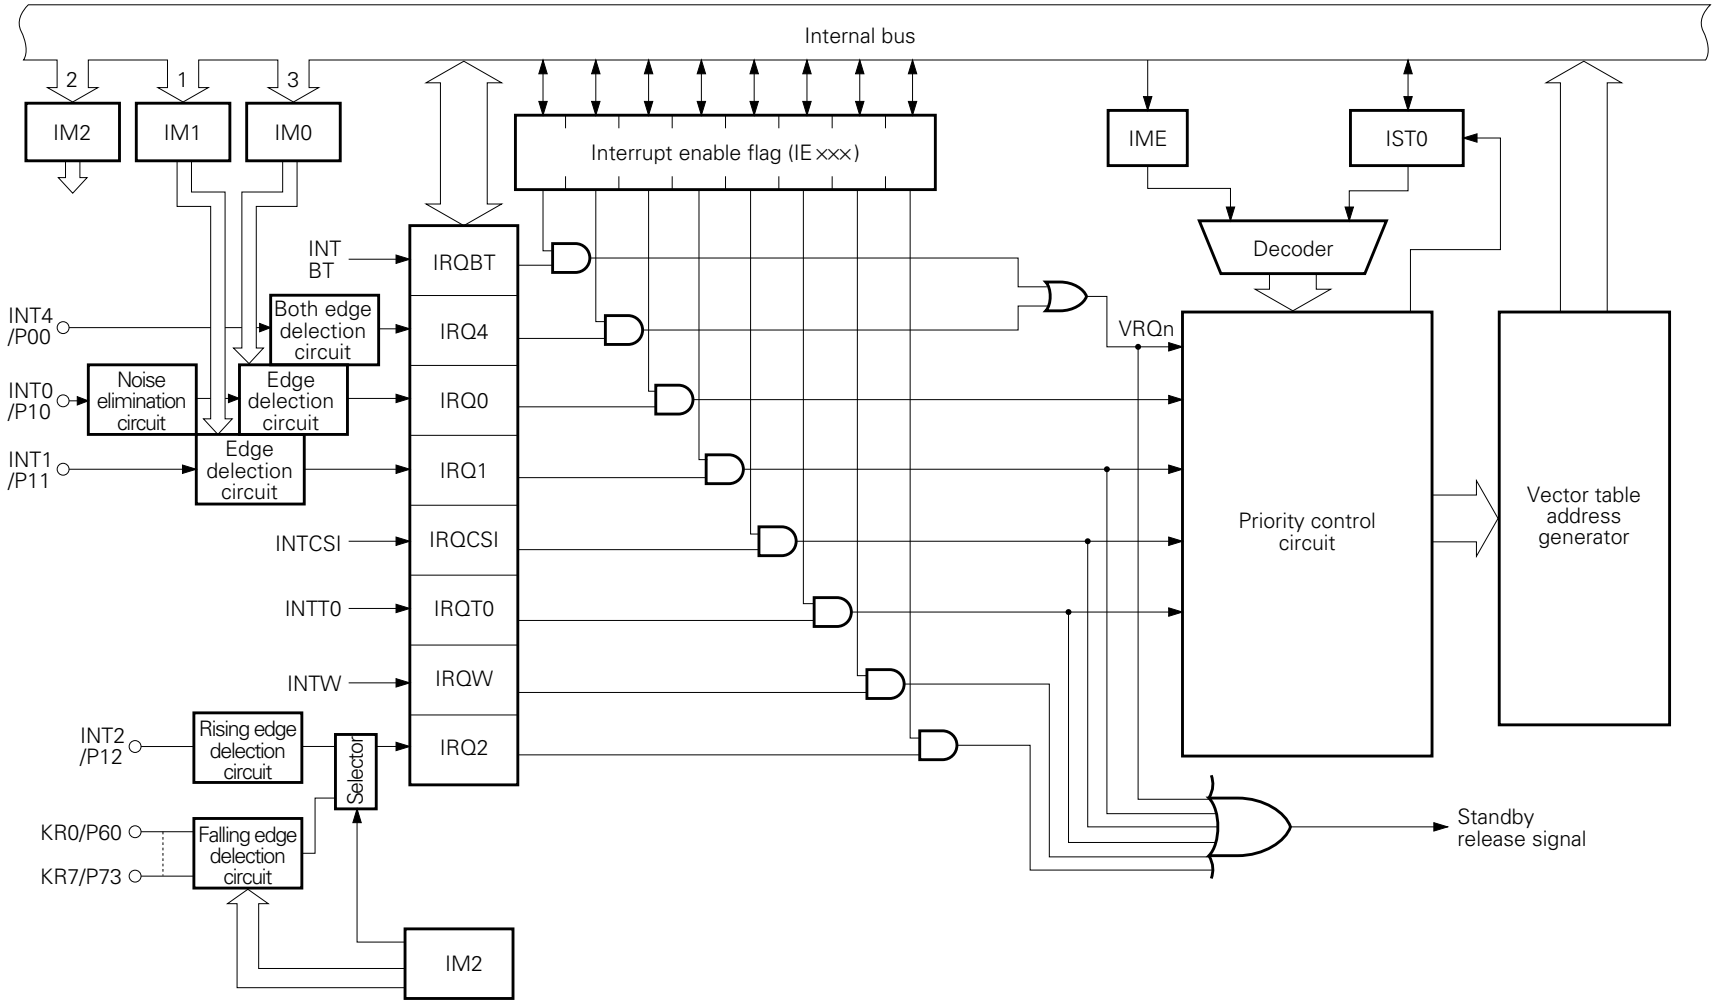 Internal bus
2
1
3
IM2
IM1
IM0
Interrupt enable flag (IE×××)
IME
IST0
Decoder
INT
BT
IRQBT
INT4
/P00
Both edge
delection
circuit
IRQ4
VRQn
INT0
/P10
Noise
elimination
circuit
Edge
delection
circuit
IRQ0
INT1
/P11
Edge
delection
circuit
IRQ1
Priority control
circuit
Vector table
address
generator
INTCSI
IRQCSI
INTT0
IRQT0
INTW
IRQW
INT2
/P12
Rising edge
delection
circuit
Selector
IRQ2
KR0/P60
KR7/P73
Falling edge
delection
circuit
Standby
release signal
IM2